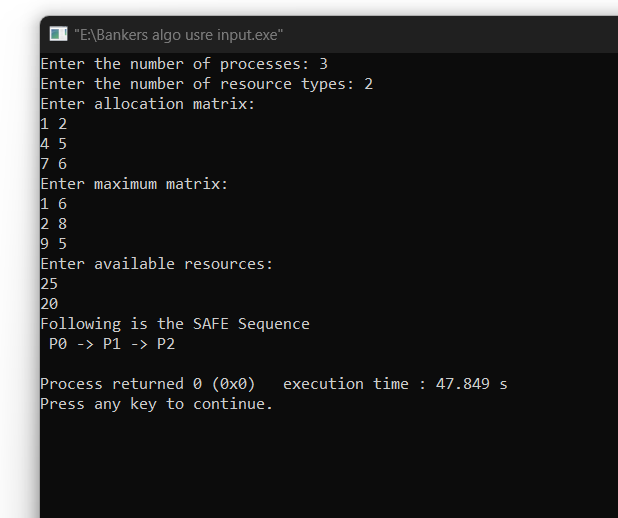 "E:\Bankers algo usre input.exe"
Enter the number of processes: 3
Enter the number of resource types: 2
Enter allocation matrix:
1 2
4 5
7 6
Enter maximum matrix:
1 6
2 8
9 5
Enter available resources:
25
20
Following is the SAFE Sequence
P0 -> P1 -> P2
Process returned 0 (0x0)   execution time : 47.849 s
Press any key to continue.